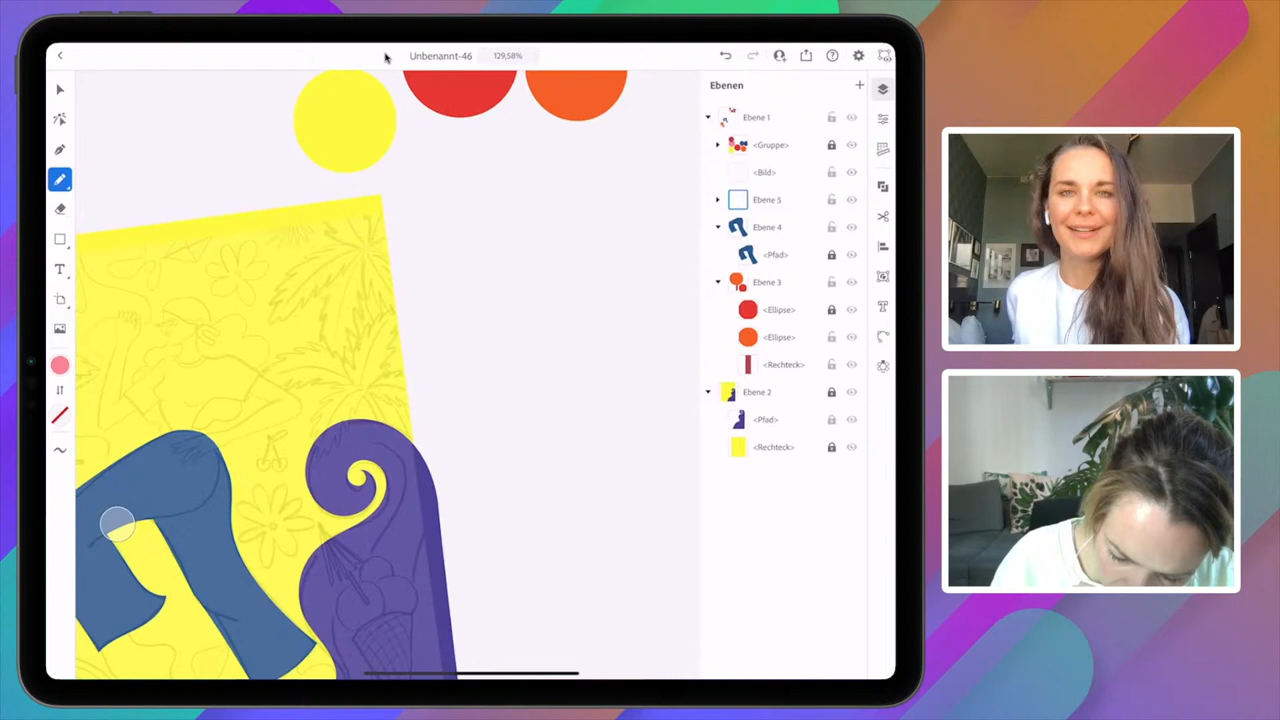 Unbenannt-46
129,58%
Ebenen
Ebene 1
<Gruppe>
<Bild>
Ebene 5
Ebene 4
<Pfad>
Ebene 3
<Ellipse>
<Ellipse>
<Rechteck>
Ebene 2
<Pfad>
<Rechteck>